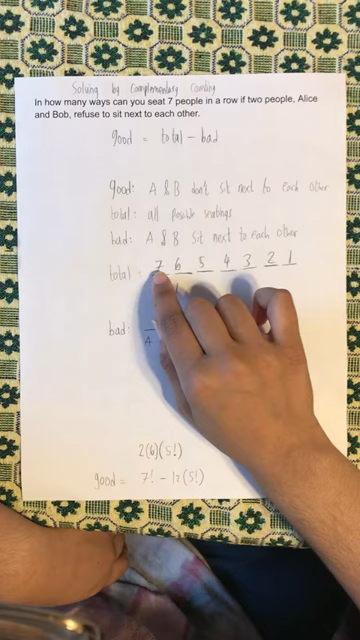 Solving by Complementary Counting
In how many ways can you seat 7 people in a row if two people, Alice
and Bob, refuse to sit next to each other.
good = total - bad
good: A & B don't sit next to each other
total: all possible seatings
bad: A & B sit next to each other
total: 7 6 5 4 3 2 1
bad:
A
2(6)(5!)
good = 7! - 12(5!)